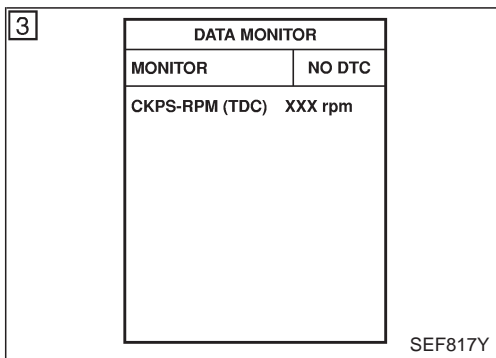 3
DATA MONITOR
MONITOR NO DTC
CKPS-RPM (TDC) XXX rpm
SEF817Y